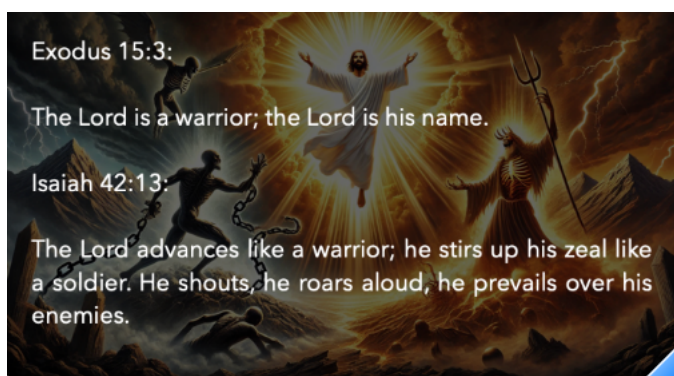 Exodus 15:3:
The Lord is a warrior; the Lord is his name.
Isaiah 42:13:
The Lord advances like a warrior; he stirs up his zeal like
a soldier. He shouts, he roars aloud, he prevails over his
enemies.